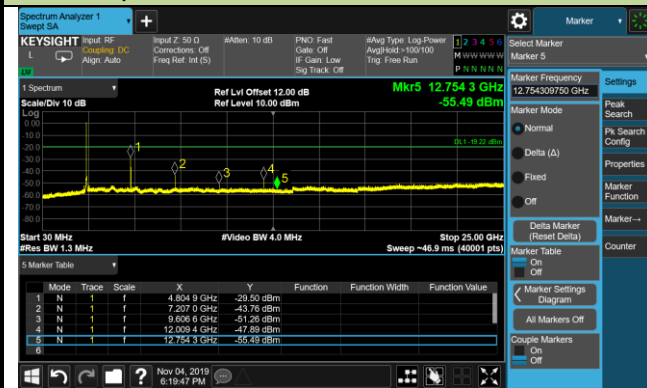 Spectrum Analyzer 1
Swept SA
Marker
KEYSIGHT
L
Input: RF
Coupling: DC
Align: Auto
Input Z: 50 Ω
Corrections: Off
Freq Ref: Int (S)
#Atten: 10 dB
PNO: Fast
Gate: Off
IF Gain: Low
Sig Track: Off
#Avg Type: Log-Power
Avg|Hold:>100/100
Trig: Free Run
1 2 3 4 5 6
M W W W W W
P N N N N N
Select Marker
Marker 5
1 Spectrum
Scale/Div 10 dB
Ref Lvl Offset 12.00 dB
Ref Level 10.00 dBm
Mkr5 12.754 3 GHz
-55.49 dBm
Log
0.00
-10.0
-20.0
-30.0
-40.0
-50.0
-60.0
-70.0
-80.0
DL1 -19.22 dBm
1
2
3
4
5
Start 30 MHz
#Video BW 4.0 MHz
Stop 25.00 GHz
#Res BW 1.3 MHz
Sweep ~46.9 ms (40001 pts)
5 Marker Table
Mode Trace Scale X Y Function Function Width Function Value
1 N 1 f 4.804 9 GHz -29.50 dBm
2 N 1 f 7.207 0 GHz -43.76 dBm
3 N 1 f 9.606 6 GHz -51.26 dBm
4 N 1 f 12.009 4 GHz -47.89 dBm
5 N 1 f 12.754 3 GHz -55.49 dBm
6
Marker Frequency
12.754309750 GHz
Marker Mode
Normal
Delta (Δ)
Fixed
Off
Delta Marker
(Reset Delta)
Marker Table
On
Off
Marker Settings
Diagram
All Markers Off
Couple Markers
On
Off
Settings
Peak
Search
Pk Search
Config
Properties
Marker
Function
Marker→
Counter
Nov 04, 2019
6:19:47 PM